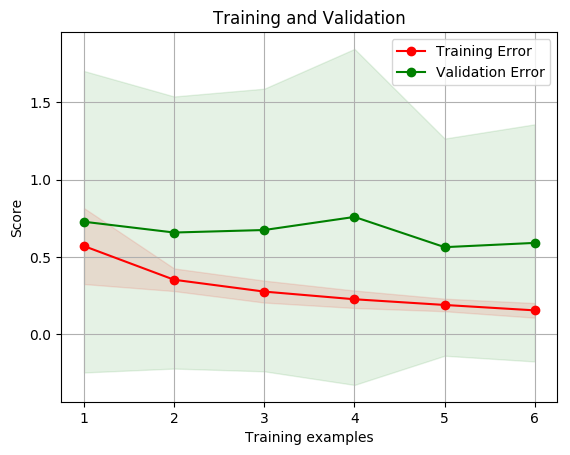 Training and Validation
Training Error
Validation Error
1.5
1.0
0.5
0.0
Score
1 2 3 4 5 6
Training examples